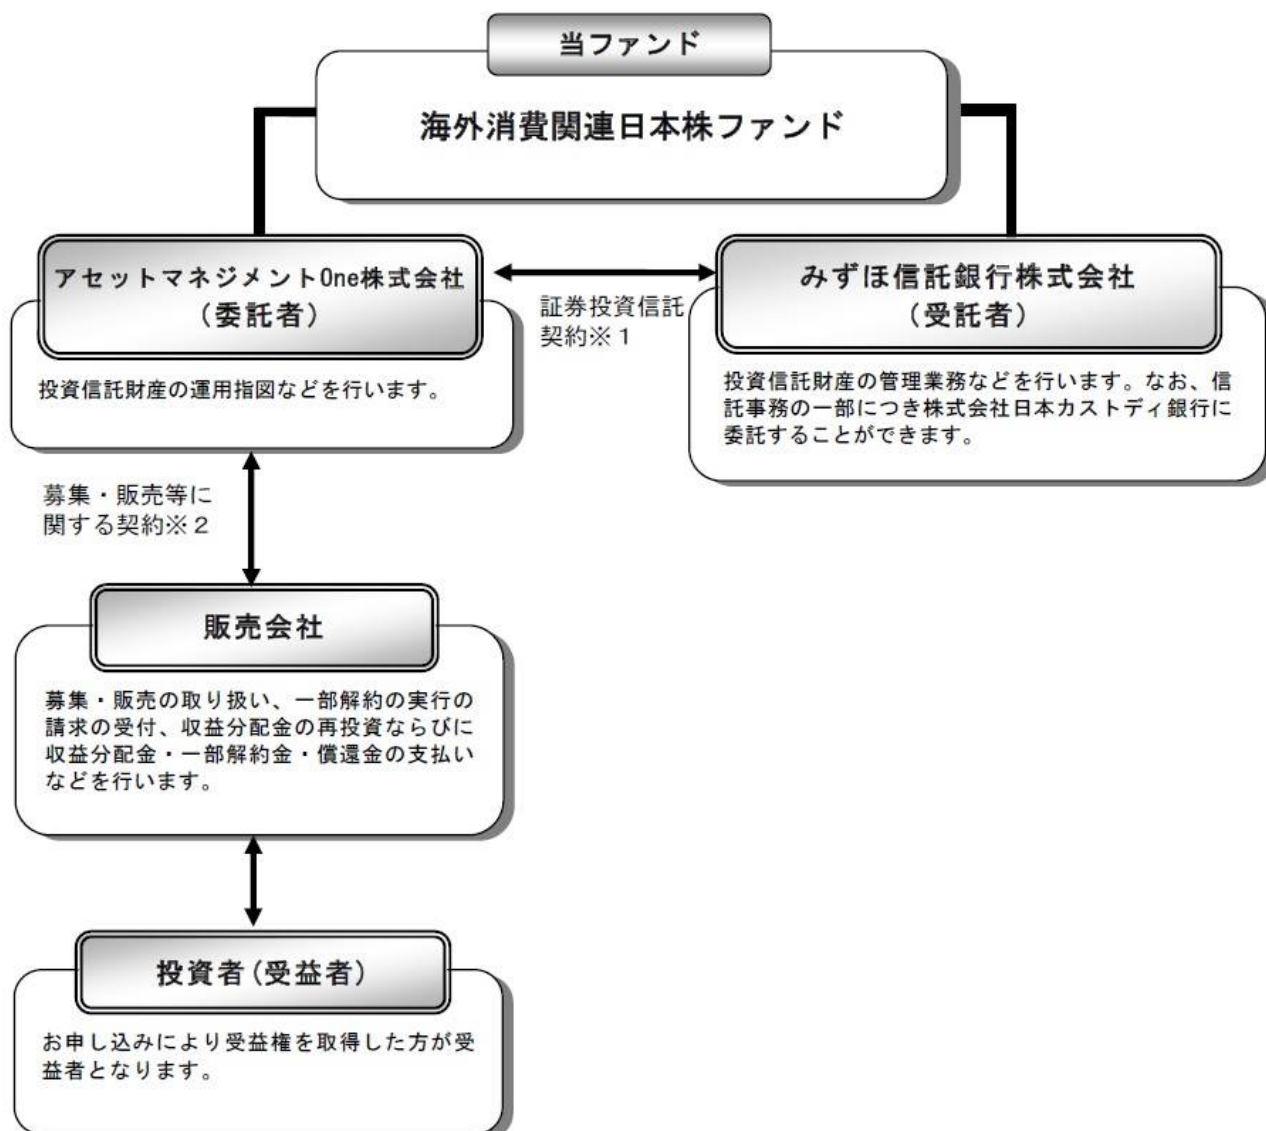 当ファンド
海外消費関連日本株ファンド
アセットマネジメントOne株式会社
（委託者）
投資信託財産の運用指図などを行います。
証券投資信託
契約※１
みずほ信託銀行株式会社
（受託者）
投資信託財産の管理業務などを行います。なお、信
託事務の一部につき株式会社日本カストディ銀行に
委託することができます。
募集・販売等に
関する契約※２
販売会社
募集・販売の取り扱い、一部解約の実行の
請求の受付、収益分配金の再投資ならびに
収益分配金・一部解約金・償還金の支払い
などを行います。
投資者(受益者)
お申し込みにより受益権を取得した方が受
益者となります。